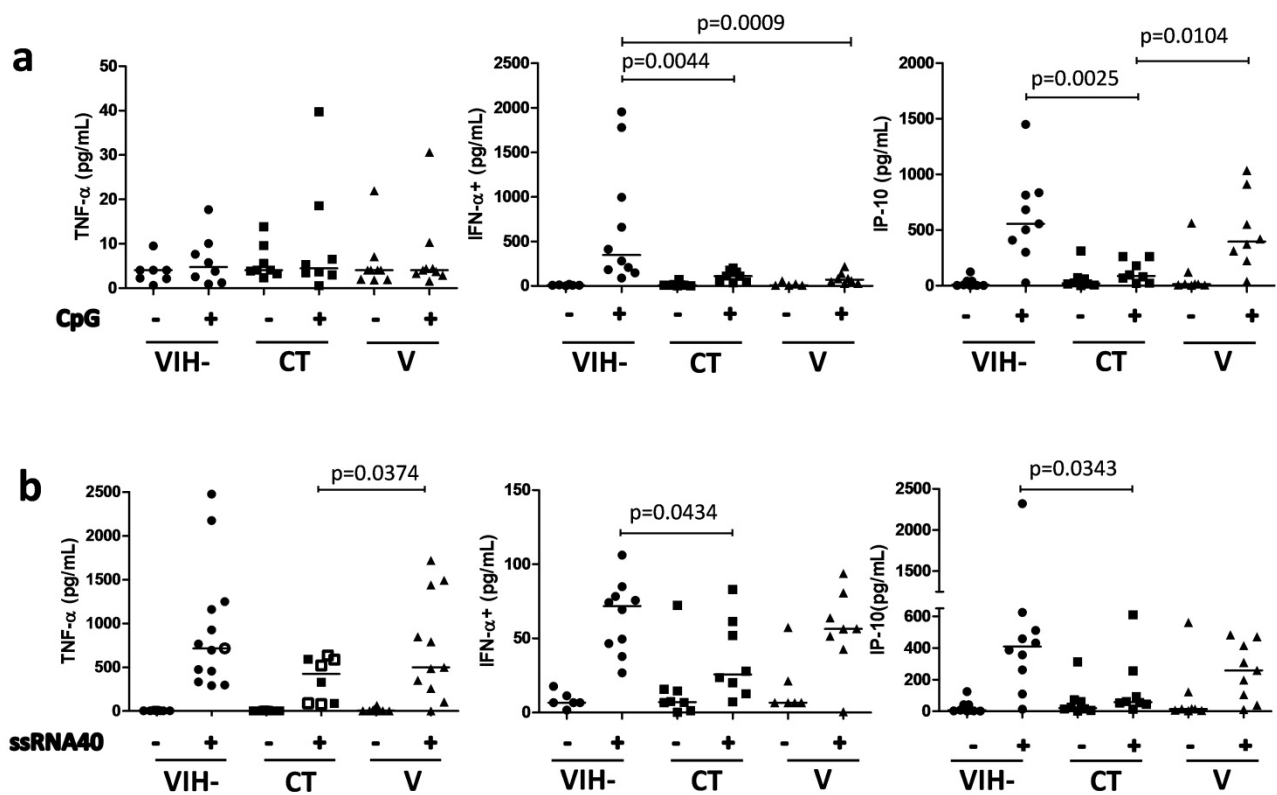 a
p=0.0009
p=0.0044
p=0.0104
p=0.0025
TNF-α (pg/mL)
50
40
30
20
10
0
IFN-α+ (pg/mL)
2500
2000
1500
1000
500
0
IP-10 (pg/mL)
2000
1500
1000
500
0
CpG - + - + - + - + - + - + - + - + - +
VIH- CT V VIH- CT V VIH- CT V
b
p=0.0374
p=0.0434
p=0.0343
TNF-α (pg/mL)
2500
2000
1500
1000
500
0
IFN-α+ (pg/mL)
150
100
50
0
IP-10(pg/mL)
2500
2000
1500
600
400
200
0
ssRNA40 - + - + - + - + - + - + - + - + - +
VIH- CT V VIH- CT V VIH- CT V